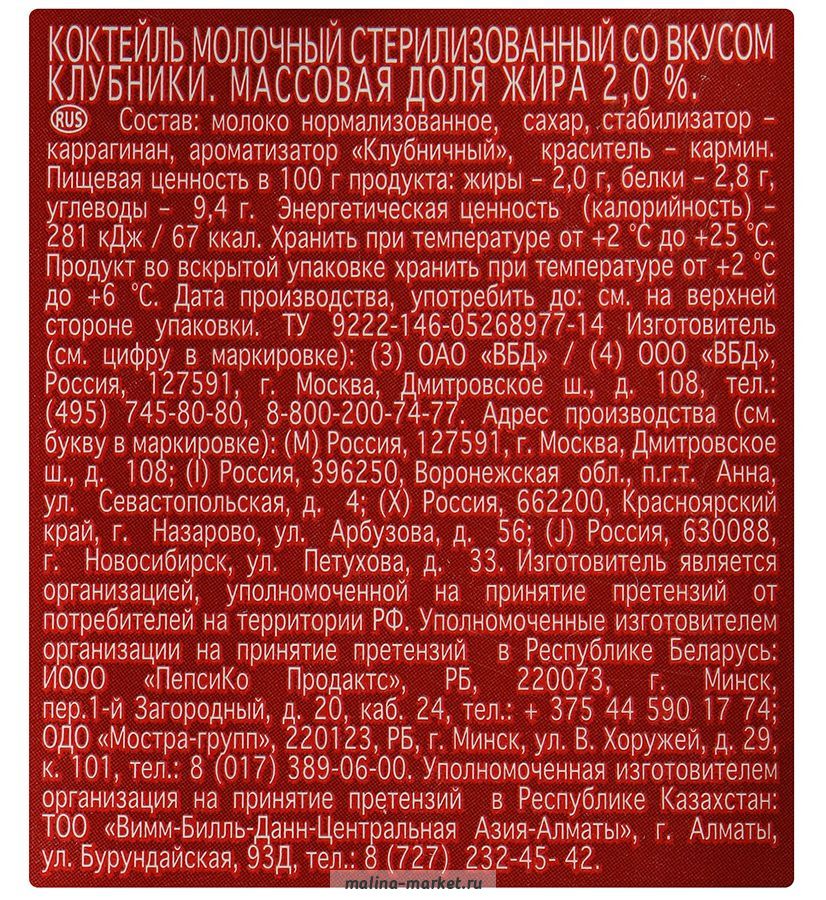 КОКТЕЙЛЬ МОЛОЧНЫЙ СТЕРИЛИЗОВАННЫЙ СО ВКУСОМ
КЛУБНИКИ. МАССОВАЯ ДОЛЯ ЖИРА 2,0 %.
RUS Состав: молоко нормализованное, сахар, стабилизатор –
каррагинан, ароматизатор «Клубничный», краситель – кармин.
Пищевая ценность в 100 г продукта: жиры – 2,0 г, белки – 2,8 г,
углеводы – 9,4 г. Энергетическая ценность (калорийность) –
281 кДж / 67 ккал. Хранить при температуре от +2 °С до +25 °С.
Продукт во вскрытой упаковке хранить при температуре от +2 °С
до +6 °С. Дата производства, употребить до: см. на верхней
стороне упаковки. ТУ 9222-146-05268977-14 Изготовитель
(см. цифру в маркировке): (3) ОАО «ВБД» / (4) ООО «ВБД»,
Россия, 127591, г. Москва, Дмитровское ш., д. 108, тел.:
(495) 745-80-80, 8-800-200-74-77. Адрес производства (см.
букву в маркировке): (М) Россия, 127591, г. Москва, Дмитровское
ш., д. 108; (I) Россия, 396250, Воронежская обл., п.г.т. Анна,
ул. Севастопольская, д. 4; (X) Россия, 662200, Красноярский
край, г. Назарово, ул. Арбузова, д. 56; (J) Россия, 630088,
г. Новосибирск, ул. Петухова, д. 33. Изготовитель является
организацией, уполномоченной на принятие претензий от
потребителей на территории РФ. Уполномоченные изготовителем
организации на принятие претензий в Республике Беларусь:
ИООО «ПепсиКо Продактс», РБ, 220073, г. Минск,
пер.1-й Загородный, д. 20, каб. 24, тел.: + 375 44 590 17 74;
ОДО «Мостра-групп», 220123, РБ, г. Минск, ул. В. Хоружей, д. 29,
к. 101, тел.: 8 (017) 389-06-00. Уполномоченная изготовителем
организация на принятие претензий в Республике Казахстан:
ТОО «Вимм-Билль-Данн-Центральная Азия-Алматы», г. Алматы,
ул. Бурундайская, 93Д, тел.: 8 (727) 232-45- 42.
malina-market.ru